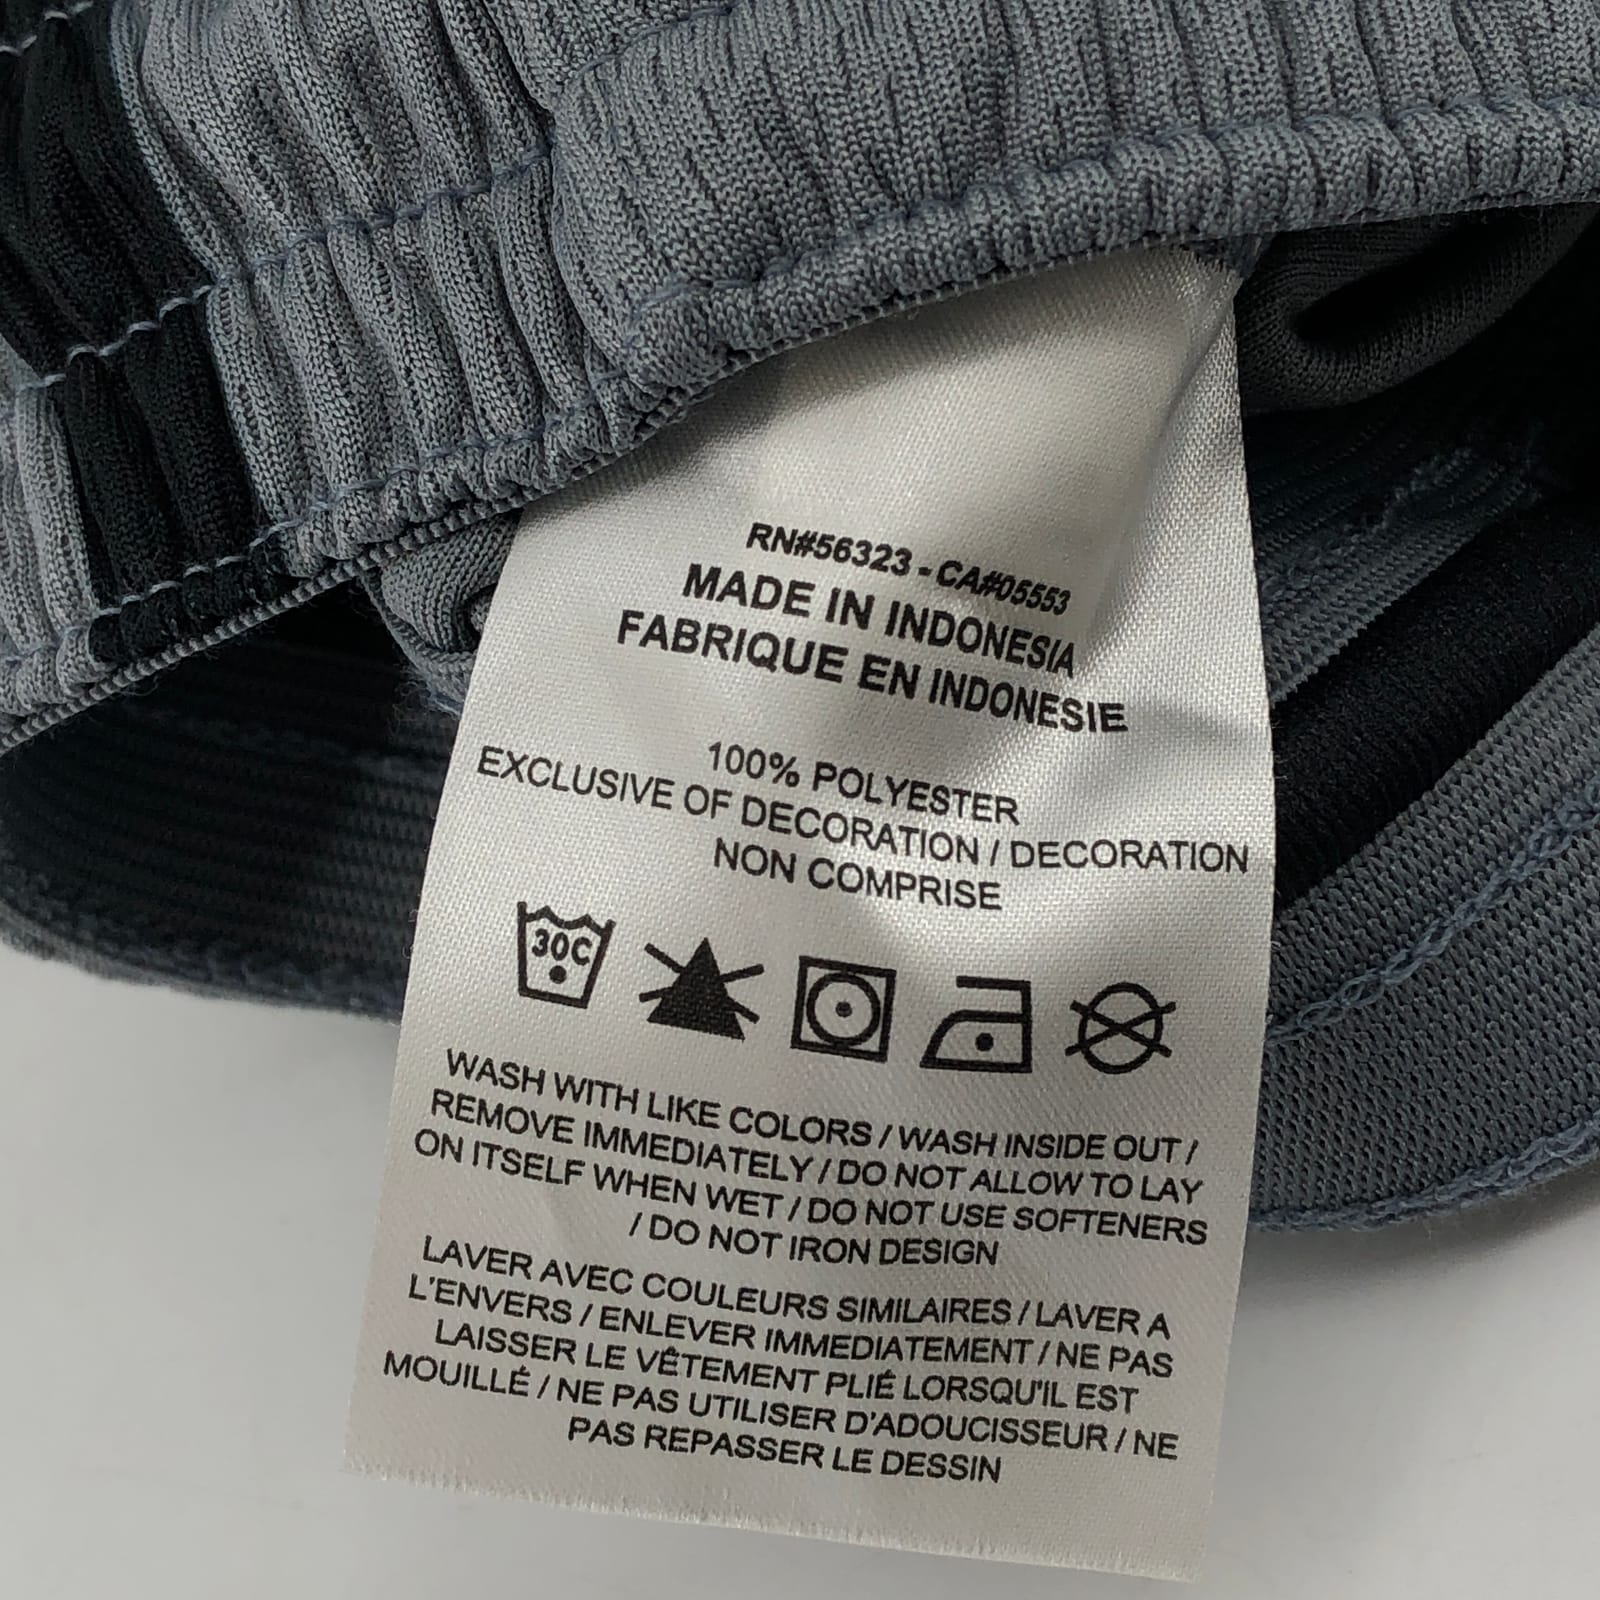 RN#56323 - CA#05553
MADE IN INDONESIA
FABRIQUE EN INDONESIE
100% POLYESTER
EXCLUSIVE OF DECORATION / DECORATION
NON COMPRISE
30C
WASH WITH LIKE COLORS / WASH INSIDE OUT /
REMOVE IMMEDIATELY / DO NOT ALLOW TO LAY
ON ITSELF WHEN WET / DO NOT USE SOFTENERS
/ DO NOT IRON DESIGN
LAVER AVEC COULEURS SIMILAIRES / LAVER A
L'ENVERS / ENLEVER IMMEDIATEMENT / NE PAS
LAISSER LE VÊTEMENT PLIÉ LORSQU'IL EST
MOUILLÉ / NE PAS UTILISER D'ADOUCISSEUR / NE
PAS REPASSER LE DESSIN